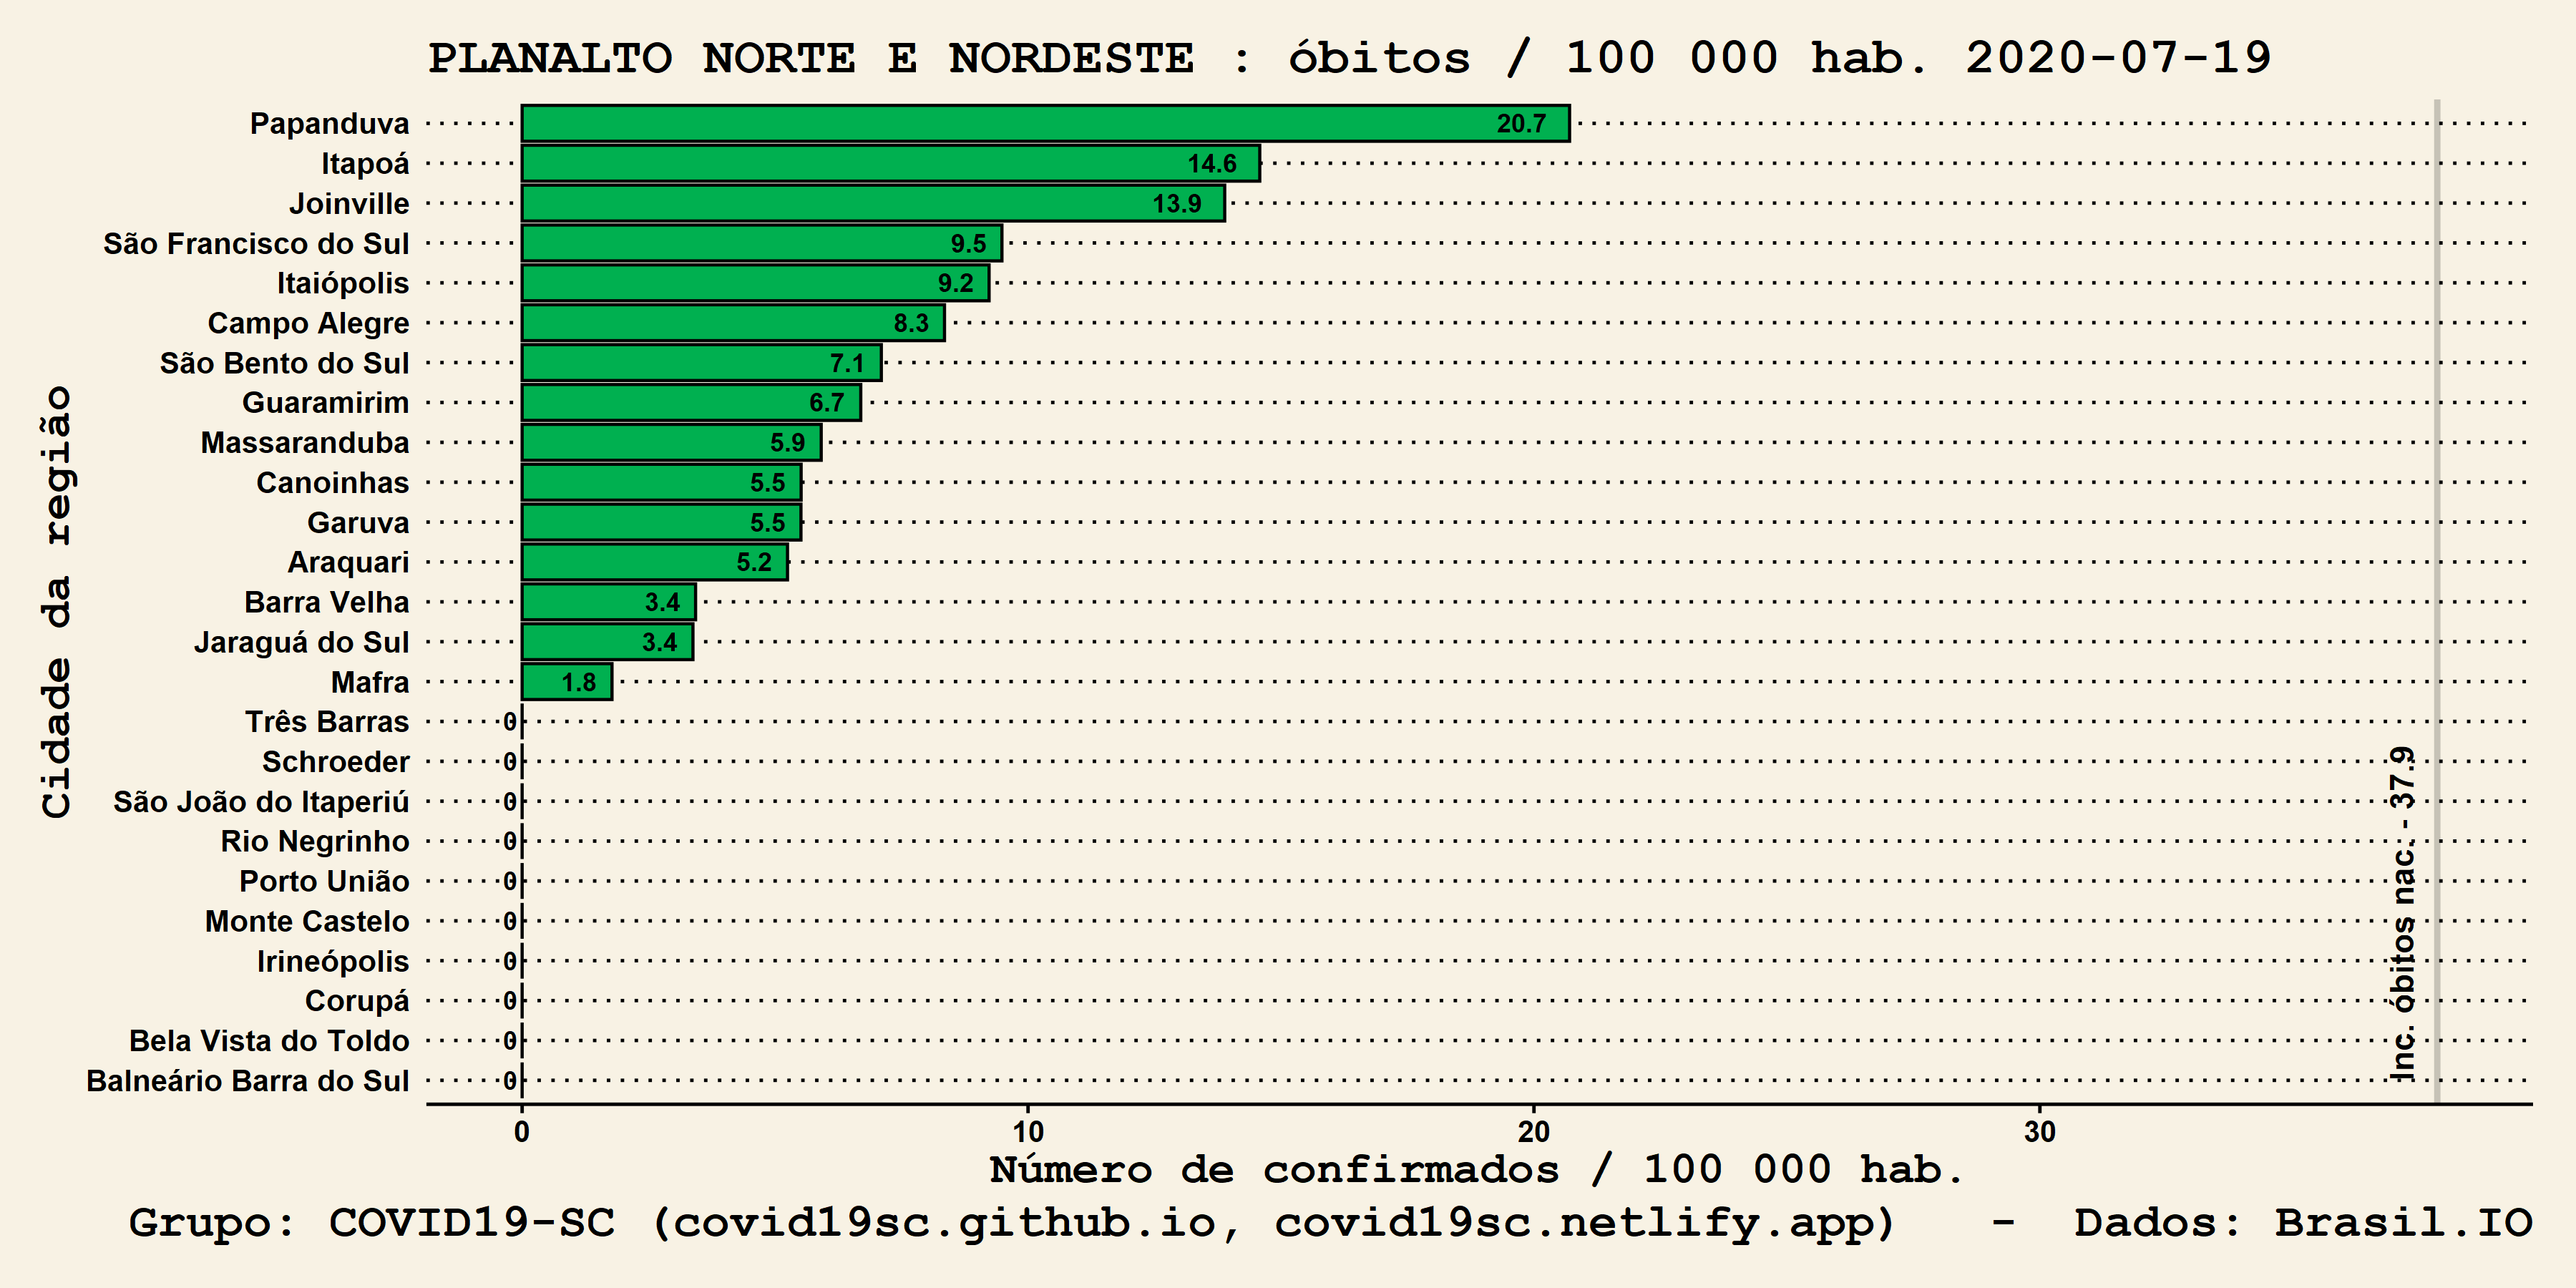 PLANALTO NORTE E NORDESTE : óbitos / 100 000 hab. 2020-07-19
Cidade da região
Papanduva 20.7
Itapoá 14.6
Joinville 13.9
São Francisco do Sul 9.5
Itaiópolis 9.2
Campo Alegre 8.3
São Bento do Sul 7.1
Guaramirim 6.7
Massaranduba 5.9
Canoinhas 5.5
Garuva 5.5
Araquari 5.2
Barra Velha 3.4
Jaraguá do Sul 3.4
Mafra 1.8
Três Barras 0
Schroeder 0
São João do Itaperiú 0
Rio Negrinho 0
Porto União 0
Monte Castelo 0
Irineópolis 0
Corupá 0
Bela Vista do Toldo 0
Balneário Barra do Sul 0
Inc. óbitos nac. - 37.9
0 10 20 30
Número de confirmados / 100 000 hab.
Grupo: COVID19-SC (covid19sc.github.io, covid19sc.netlify.app) - Dados: Brasil.IO